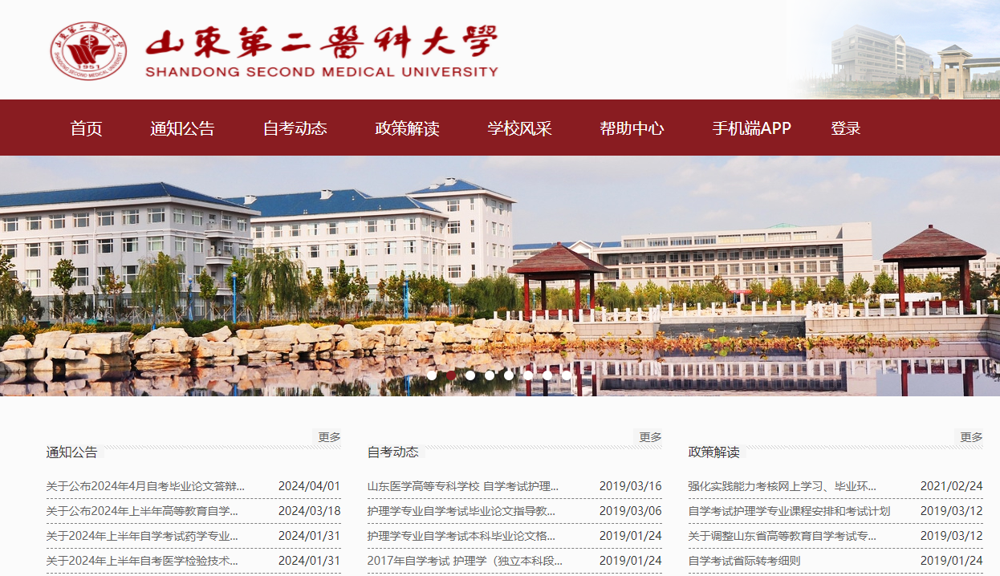 山東第二醫科大學
SHANDONG SECOND MEDICAL UNIVERSITY
山东第二医科大学
SHANDONG SECOND MEDICAL UNIVERSITY
1951
首页 通知公告 自考动态 政策解读 学校风采 帮助中心 手机端APP 登录
更多 更多 更多
通知公告 自考动态 政策解读
关于公布2024年4月自考毕业论文答辩... 2024/04/01
关于公布2024年上半年高等教育自学... 2024/03/18
关于2024年上半年自学考试药学专业... 2024/01/31
关于2024年上半年自考医学检验技术... 2024/01/31
山东医学高等专科学校 自学考试护理... 2019/03/16
护理学专业自学考试毕业论文指导教... 2019/03/06
护理学专业自学考试本科毕业论文格... 2019/01/24
2017年自学考试 护理学（独立本科段... 2019/01/24
强化实践能力考核网上学习、毕业环... 2021/02/24
自学考试护理学专业课程安排和考试计划 2019/03/12
关于调整山东省高等教育自学考试专... 2019/03/12
自学考试省际转考细则 2019/01/24